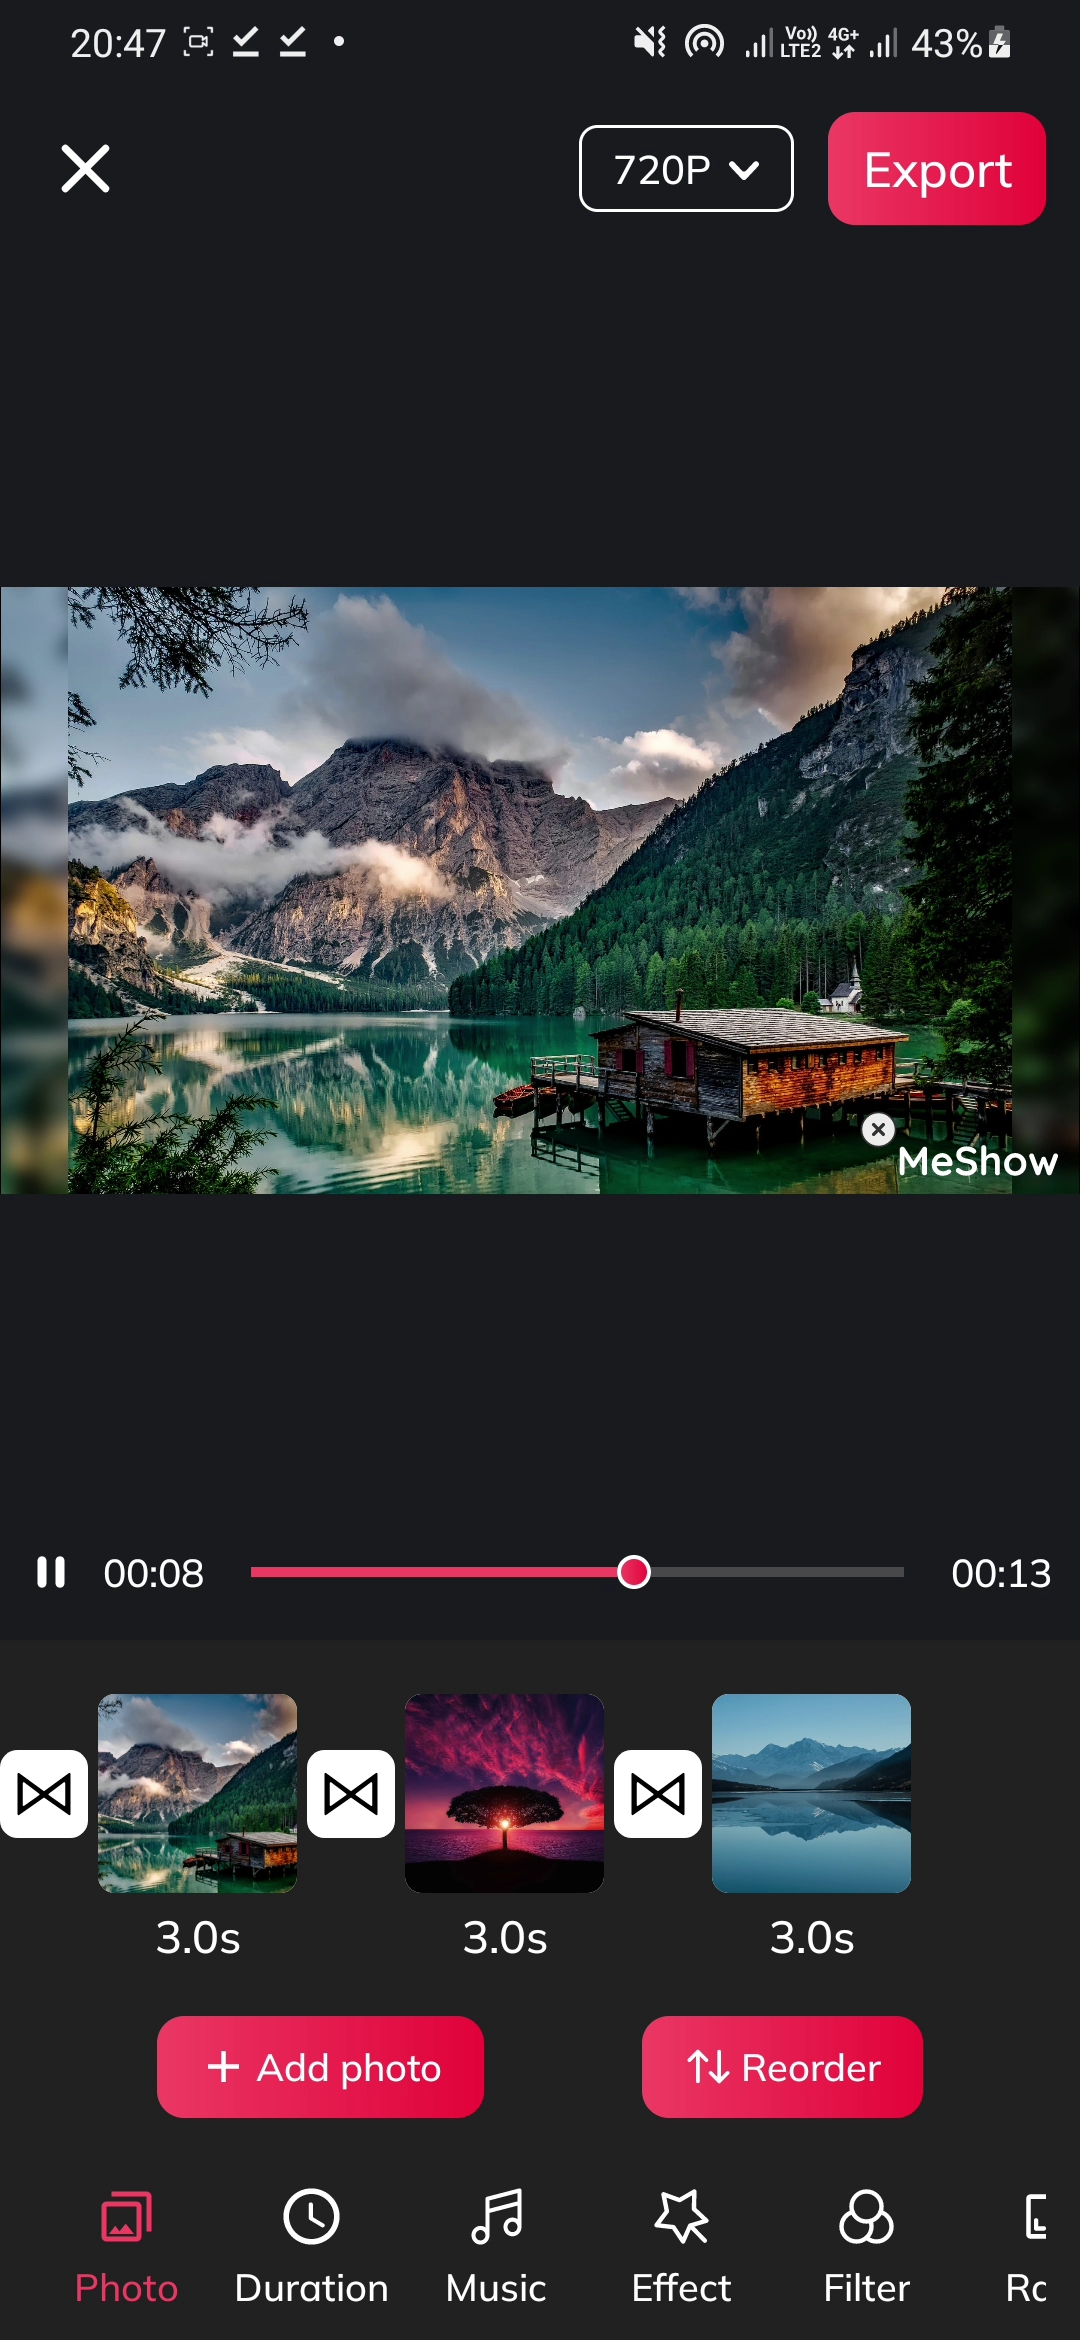 20:47 Vo)) LTE2 4G+ 43%
720P Export
MeShow
00:08 00:13
3.0s 3.0s 3.0s
+ Add photo Reorder
Photo Duration Music Effect Filter